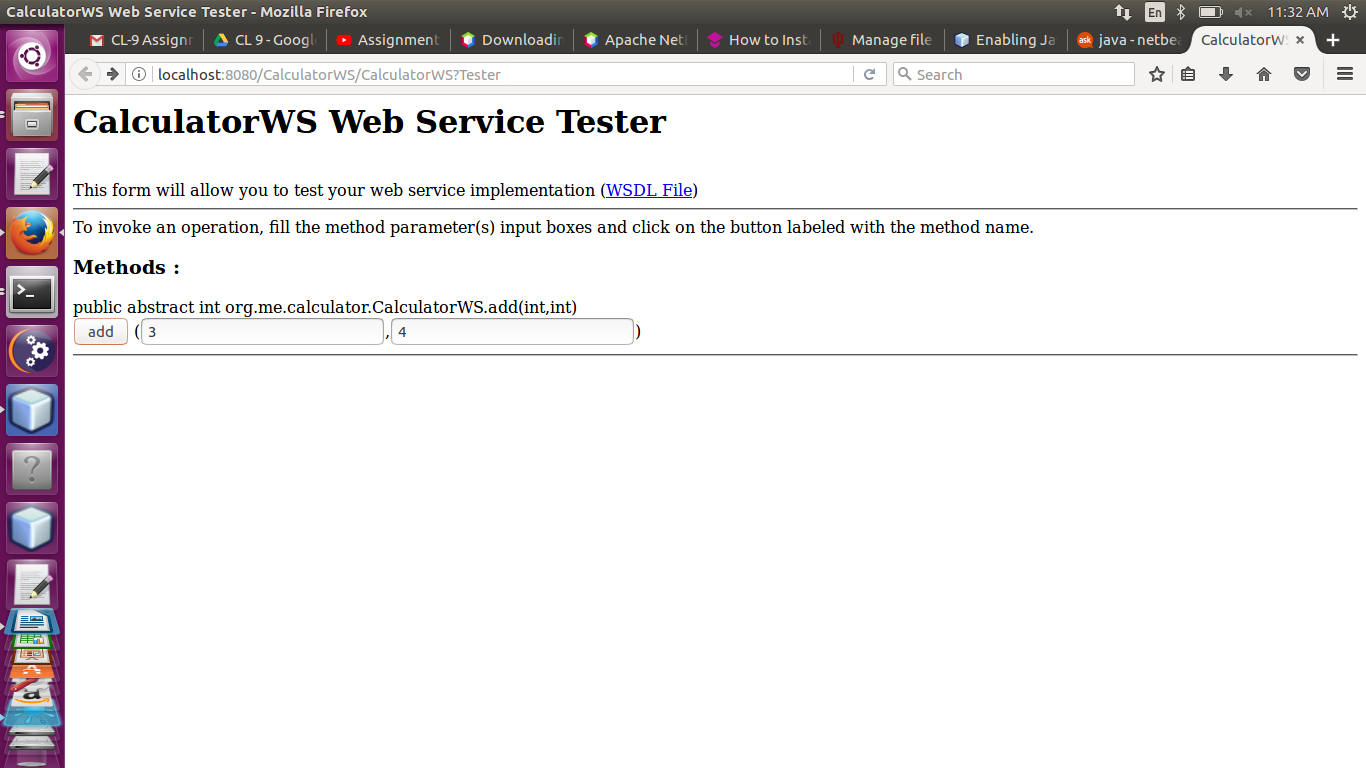 CalculatorWS Web Service Tester - Mozilla Firefox
En
11:32 AM
CL-9 Assignr
CL 9 - Googl
Assignment
Downloadin
Apache Net
How to Inst
Manage file
Enabling Ja
ask java - netbea
CalculatorW
localhost:8080/CalculatorWS/CalculatorWS?Tester
Search
CalculatorWS Web Service Tester
This form will allow you to test your web service implementation (WSDL File)
To invoke an operation, fill the method parameter(s) input boxes and click on the button labeled with the method name.
Methods :
public abstract int org.me.calculator.CalculatorWS.add(int,int)
add (3,4)